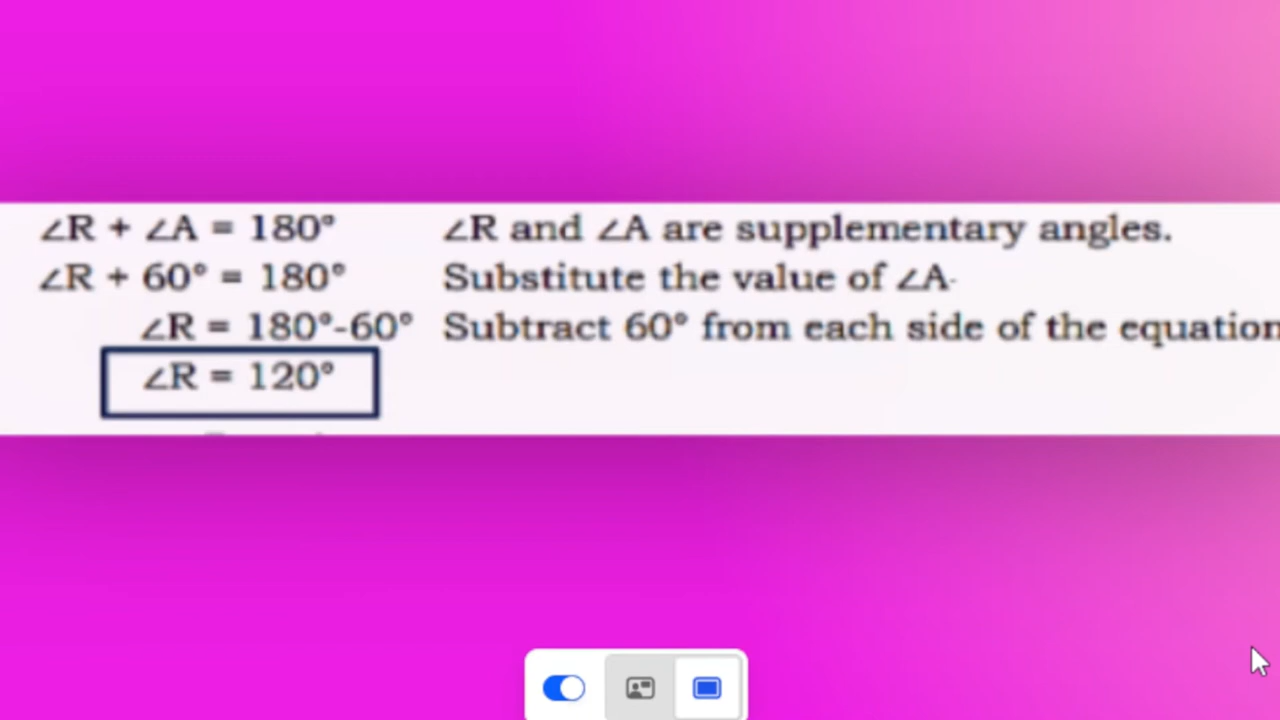 ∠R + ∠A = 180° ∠R and ∠A are supplementary angles.
∠R + 60° = 180° Substitute the value of ∠A.
∠R = 180°-60° Subtract 60° from each side of the equation
∠R = 120°